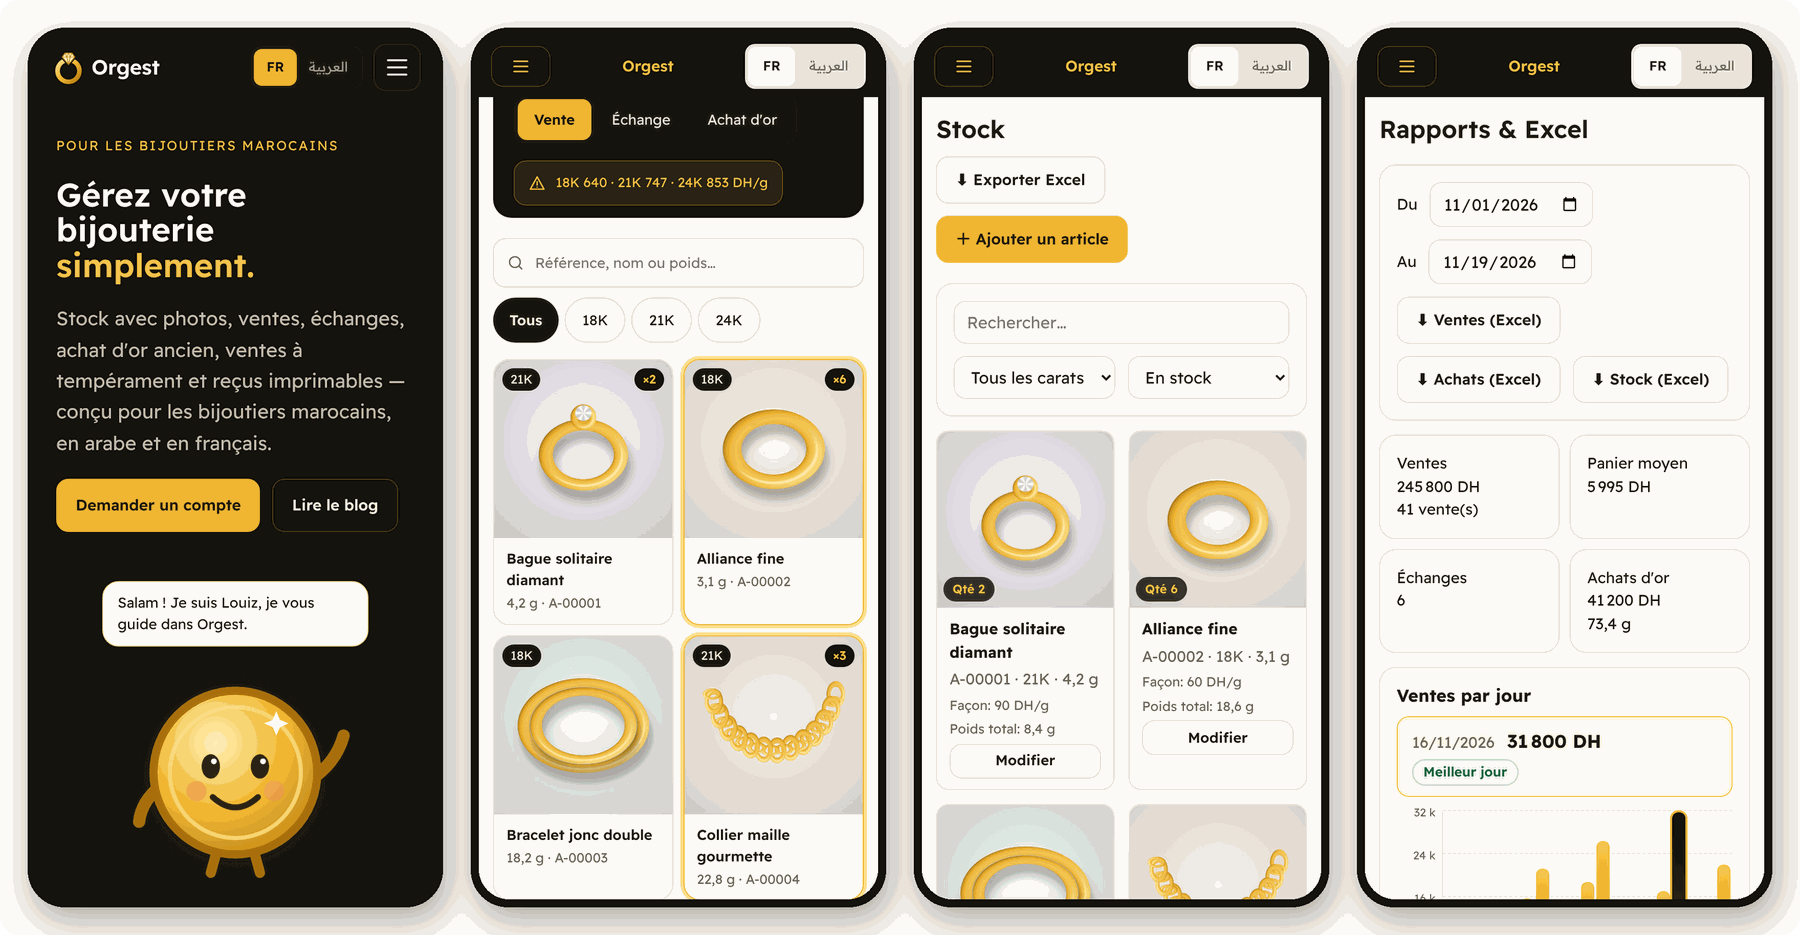 Orgest
FR
العربية
POUR LES BIJOUTIERS MAROCAINS
Gérez votre
bijouterie
simplement.
Stock avec photos, ventes, échanges,
achat d'or ancien, ventes à
tempérament et reçus imprimables —
conçu pour les bijoutiers marocains,
en arabe et en français.
Demander un compte
Lire le blog
Salam ! Je suis Louiz, je vous
guide dans Orgest.
Orgest
FR
العربية
Vente
Échange
Achat d'or
18K 640 · 21K 747 · 24K 853 DH/g
Référence, nom ou poids...
Tous
18K
21K
24K
21K
×2
Bague solitaire
diamant
4,2 g · A-00001
18K
×6
Alliance fine
3,1 g · A-00002
18K
Bracelet jonc double
18,2 g · A-00003
21K
×3
Collier maille
gourmette
22,8 g · A-00004
Orgest
FR
العربية
Stock
⬇ Exporter Excel
+ Ajouter un article
Rechercher...
Tous les carats
En stock
Qté 2
Bague solitaire
diamant
A-00001 · 21K · 4,2 g
Façon: 90 DH/g
Poids total: 8,4 g
Modifier
Qté 6
Alliance fine
A-00002 · 18K · 3,1 g
Façon: 60 DH/g
Poids total: 18,6 g
Modifier
Orgest
FR
العربية
Rapports & Excel
Du
11/01/2026
Au
11/19/2026
⬇ Ventes (Excel)
⬇ Achats (Excel)
⬇ Stock (Excel)
Ventes
245 800 DH
41 vente(s)
Panier moyen
5 995 DH
Échanges
6
Achats d'or
41 200 DH
73,4 g
Ventes par jour
16/11/2026 31 800 DH
Meilleur jour
32 k
24 k
16 k